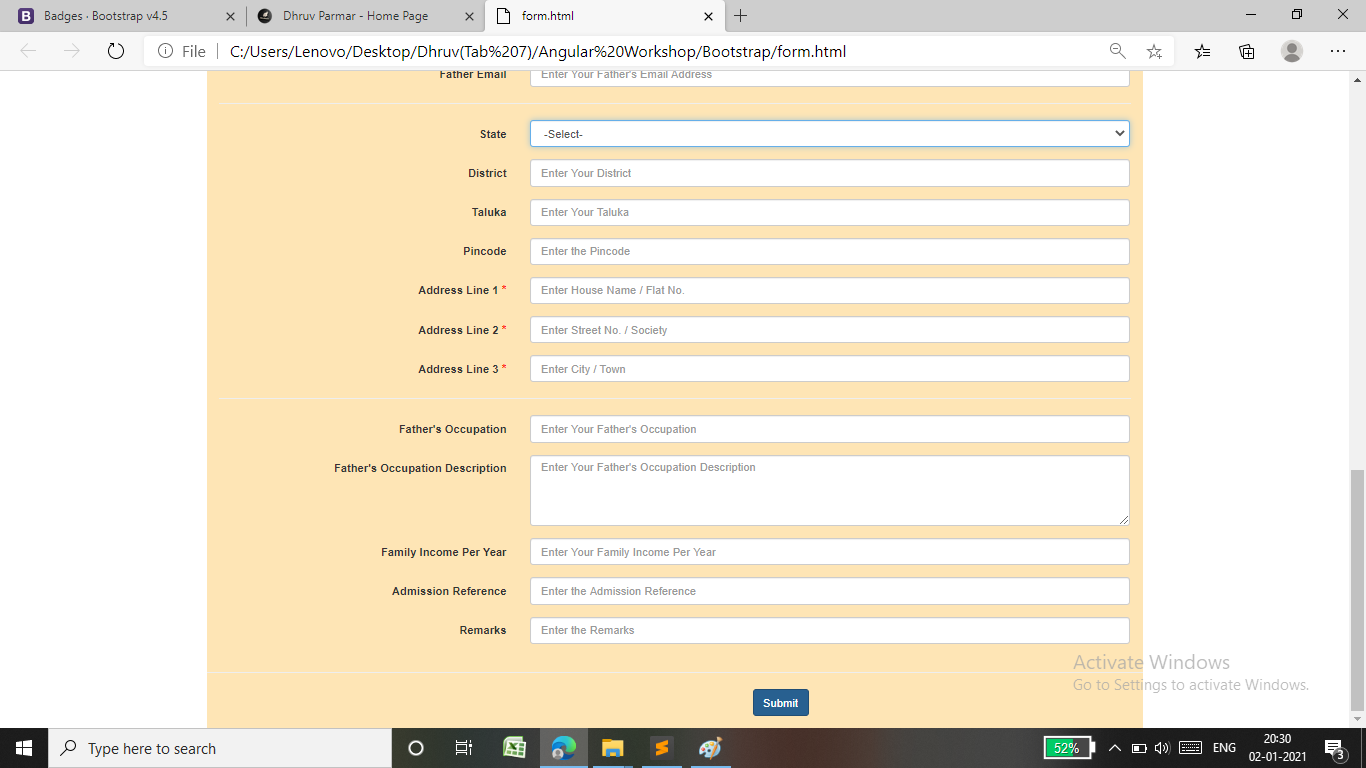 B Badges · Bootstrap v4.5
Dhruv Parmar - Home Page
form.html
File C:/Users/Lenovo/Desktop/Dhruv(Tab%207)/Angular%20Workshop/Bootstrap/form.html
Father Email Enter Your Father's Email Address
State -Select-
District Enter Your District
Taluka Enter Your Taluka
Pincode Enter the Pincode
Address Line 1 * Enter House Name / Flat No.
Address Line 2 * Enter Street No. / Society
Address Line 3 * Enter City / Town
Father's Occupation Enter Your Father's Occupation
Father's Occupation Description Enter Your Father's Occupation Description
Family Income Per Year Enter Your Family Income Per Year
Admission Reference Enter the Admission Reference
Remarks Enter the Remarks
Activate Windows
Go to Settings to activate Windows.
Submit
Type here to search
52%
ENG
20:30
02-01-2021
3